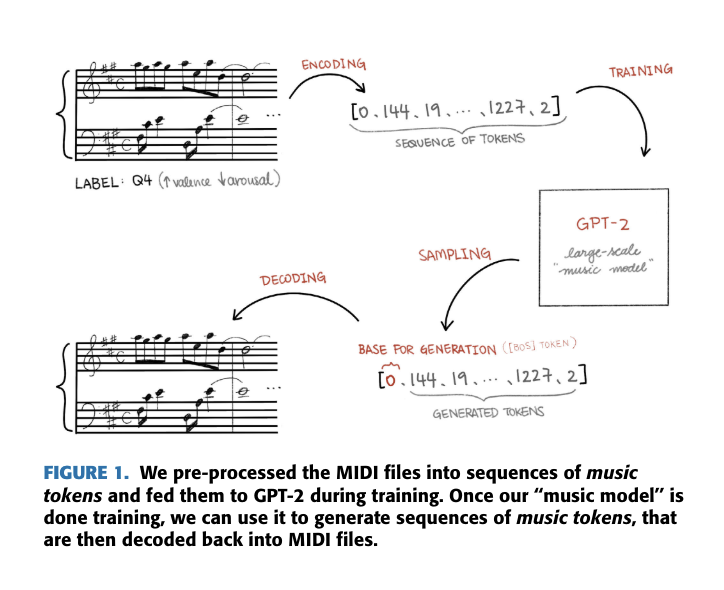 ENCODING
TRAINING
[0, 144, 19, ... , 1227, 2]
SEQUENCE OF TOKENS
...
LABEL: Q4 (↑valence ↓arousal)
GPT-2
large-scale
"music model"
SAMPLING
DECODING
BASE FOR GENERATION ([BOS] TOKEN)
[0, 144, 19, ... , 1227, 2]
GENERATED TOKENS
...
FIGURE 1. We pre-processed the MIDI files into sequences of music
tokens and fed them to GPT-2 during training. Once our “music model” is
done training, we can use it to generate sequences of music tokens, that
are then decoded back into MIDI files.